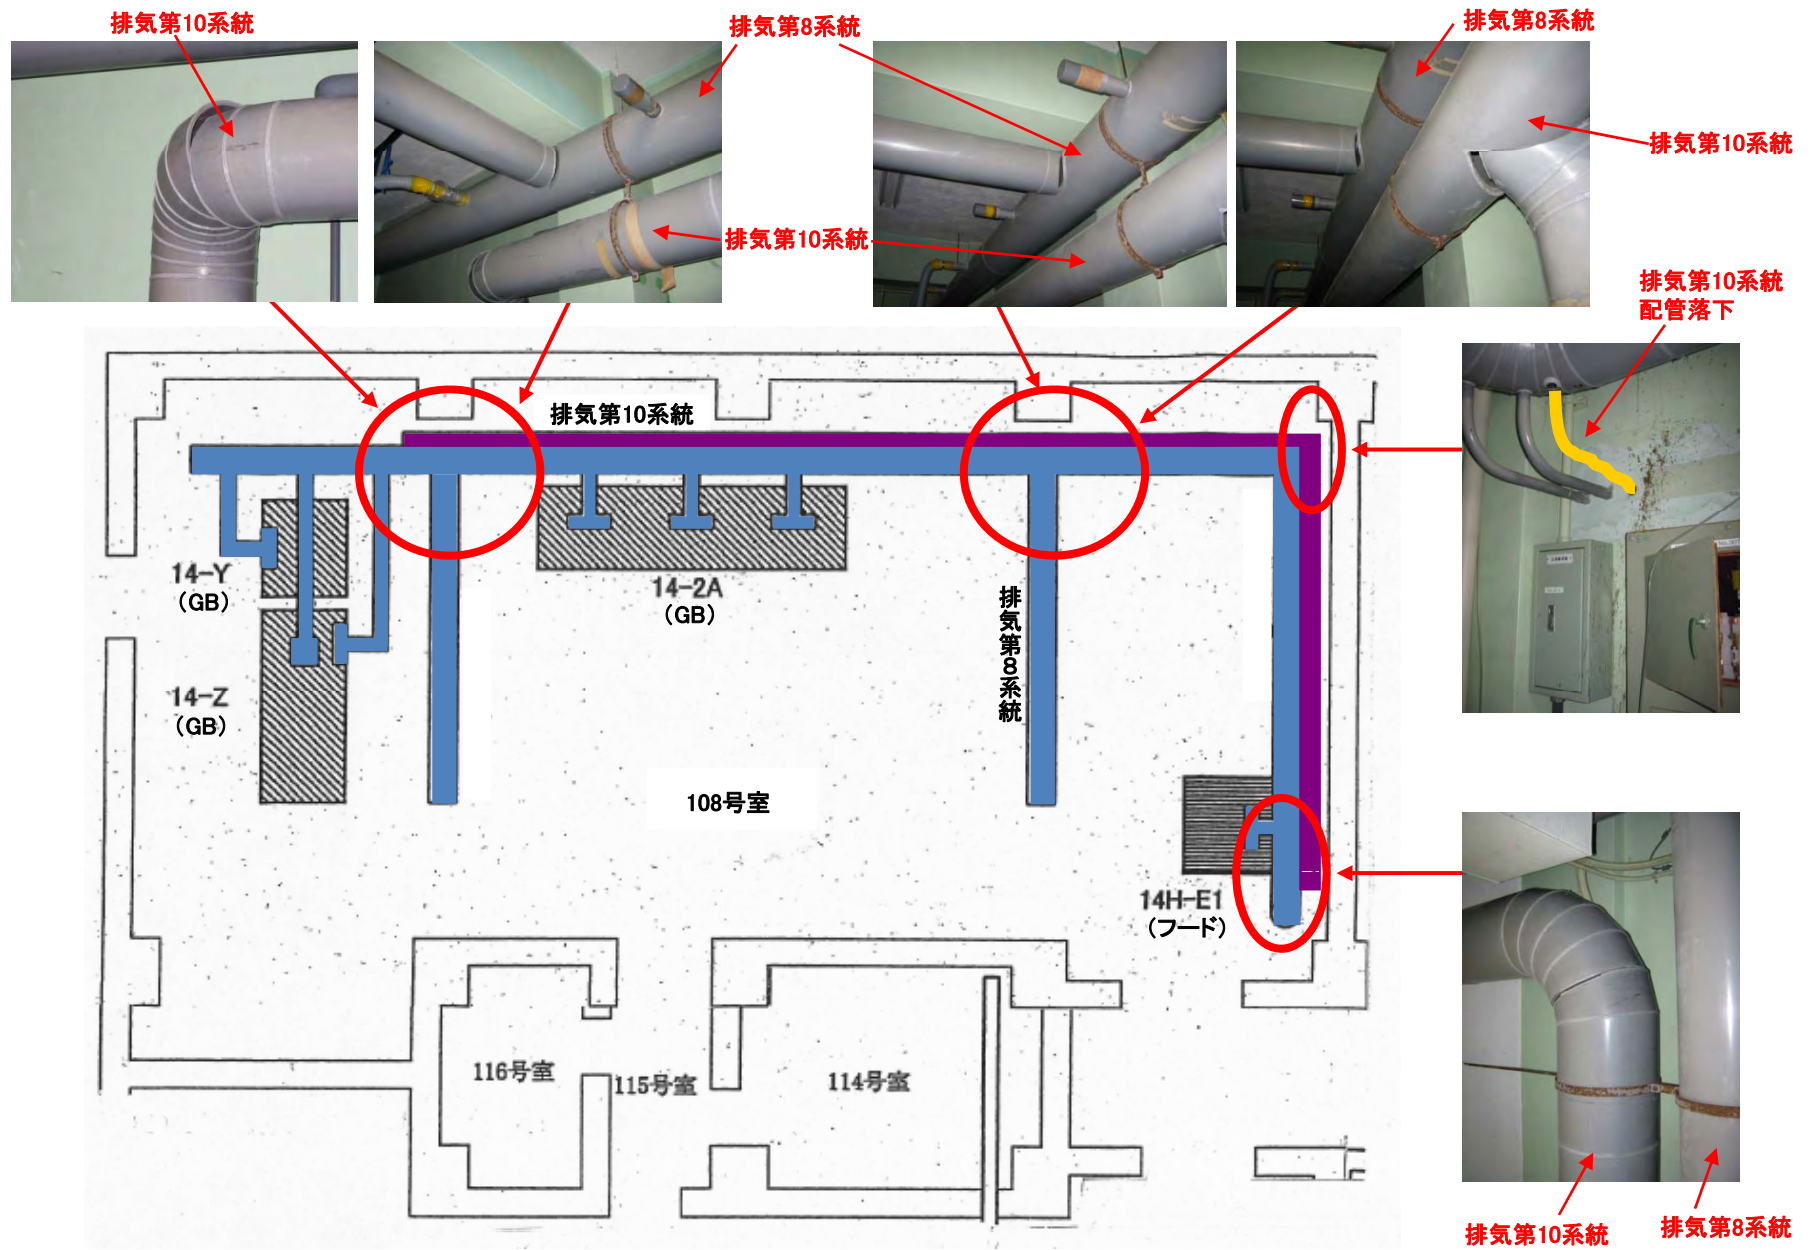 排気第10系統
排気第8系統
排気第8系統
排気第10系統
排気第10系統
排気第10系統
配管落下
排気第10系統
14-Y
（GB）
14-2A
（GB）
排気第8系統
14-Z
（GB）
108号室
14H-E1
（フード）
116号室
115号室
114号室
排気第10系統
排気第8系統